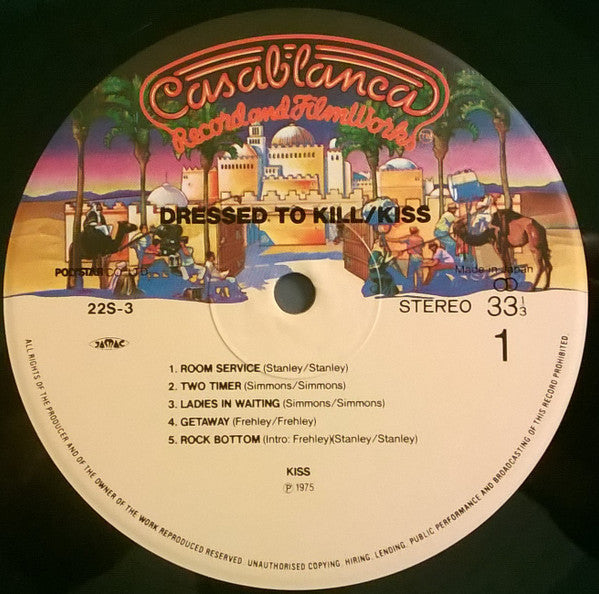 Casablanca
Record and FilmWorks
DRESSED TO KILL/KISS
POLYSTAR CO., LTD.
Made in Japan
22S-3
STEREO 33 1/3
JASRAC
1
1. ROOM SERVICE (Stanley/Stanley)
2. TWO TIMER (Simmons/Simmons)
3. LADIES IN WAITING (Simmons/Simmons)
4. GETAWAY (Frehley/Frehley)
5. ROCK BOTTOM (Intro: Frehley)(Stanley/Stanley)
KISS
℗ 1975
ALL RIGHTS OF THE PRODUCER AND OF THE OWNER OF THE WORK REPRODUCED RESERVED. UNAUTHORISED COPYING, HIRING, LENDING, PUBLIC PERFORMANCE AND BROADCASTING OF THIS RECORD PROHIBITED.